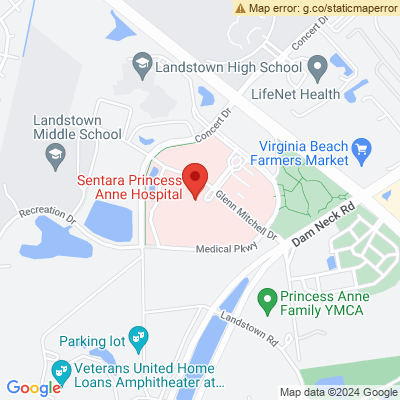 Map error: g.co/staticmaperror
Concert Dr
Landstown High School
LifeNet Health
Landstown
Middle School
Concert Dr
Virginia Beach
Farmers Market
Sentara Princess
Anne Hospital
Glenn Mitchell Dr
Recreation Dr
Dam Neck Rd
Medical Pkwy
Princess Anne
Family YMCA
Landstown Rd
Parking lot
Veterans United Home
Loans Amphitheater at...
Google
Map data ©2024 Google